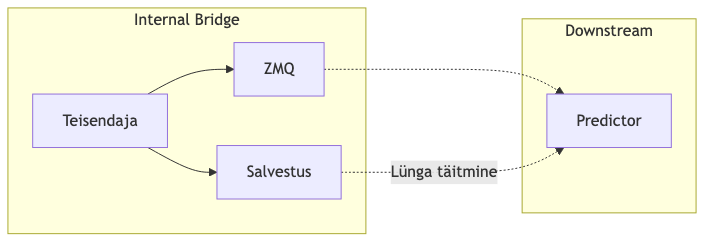 Internal Bridge
Teisendaja
ZMQ
Salvestus
Lünga täitmine
Downstream
Predictor